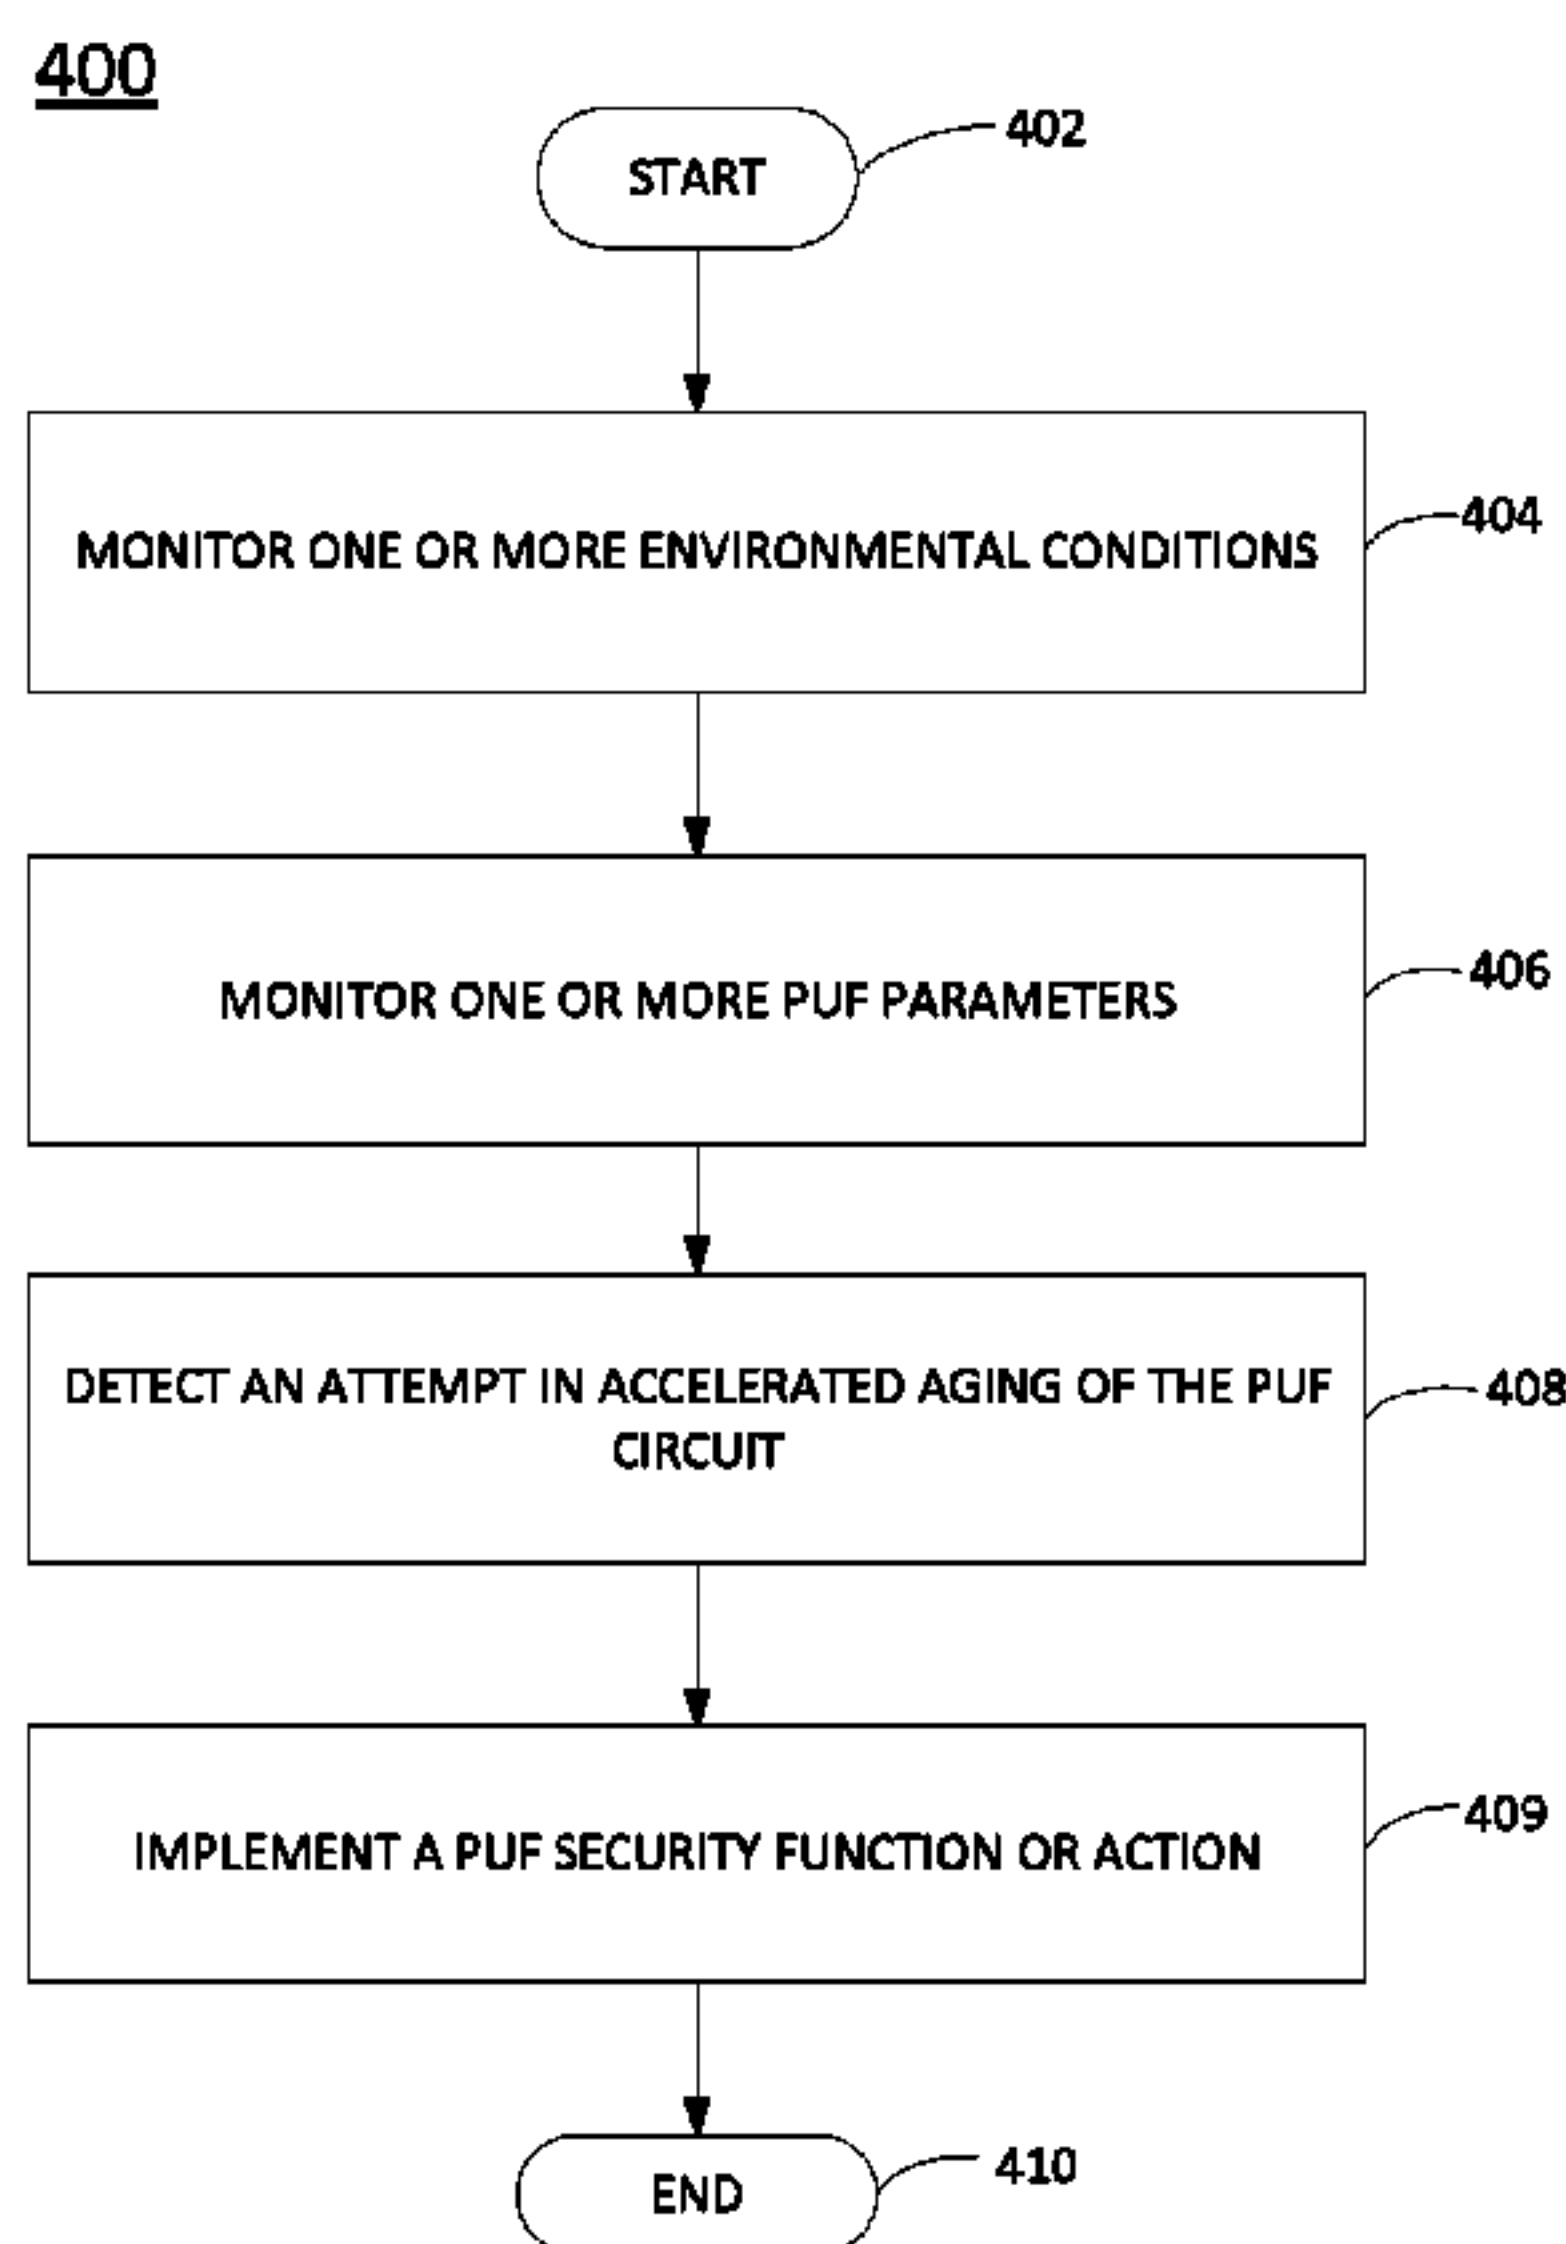 400
START
402
MONITOR ONE OR MORE ENVIRONMENTAL CONDITIONS
404
MONITOR ONE OR MORE PUF PARAMETERS
406
DETECT AN ATTEMPT IN ACCELERATED AGING OF THE PUF
CIRCUIT
408
IMPLEMENT A PUF SECURITY FUNCTION OR ACTION
409
END
410